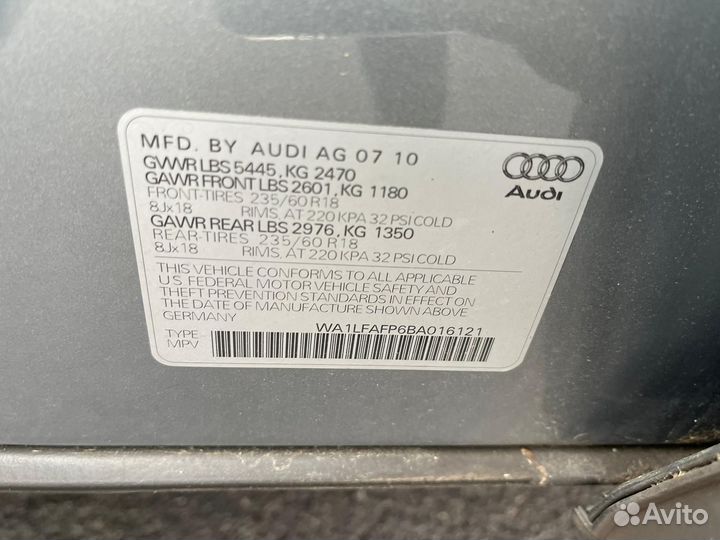 MFD. BY AUDI AG 07 10
GVWR LBS 5445, KG 2470
GAWR FRONT LBS 2601, KG 1180
FRONT-TIRES 235/60 R18
8Jx18 RIMS, AT 220 KPA 32 PSI COLD
GAWR REAR LBS 2976, KG 1350
REAR-TIRES 235/60 R18
8Jx18 RIMS, AT 220 KPA 32 PSI COLD
THIS VEHICLE CONFORMS TO ALL APPLICABLE
U.S. FEDERAL MOTOR VEHICLE SAFETY AND
THEFT PREVENTION STANDARDS IN EFFECT ON
THE DATE OF MANUFACTURE SHOWN ABOVE
GERMANY
TYPE WA1LFAFP6BA016121
MPV
Audi
Avito